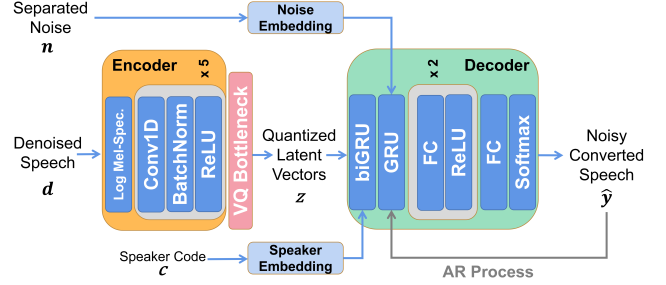 Separated
Noise
n
Noise
Embedding
Encoder
x 5
x 2
Decoder
Log Mel-Spec.
Conv1D
BatchNorm
ReLU
VQ Bottleneck
biGRU
GRU
FC
ReLU
FC
Softmax
Denoised
Speech
d
Quantized
Latent
Vectors
z
Noisy
Converted
Speech
ŷ
Speaker Code
c
Speaker
Embedding
AR Process